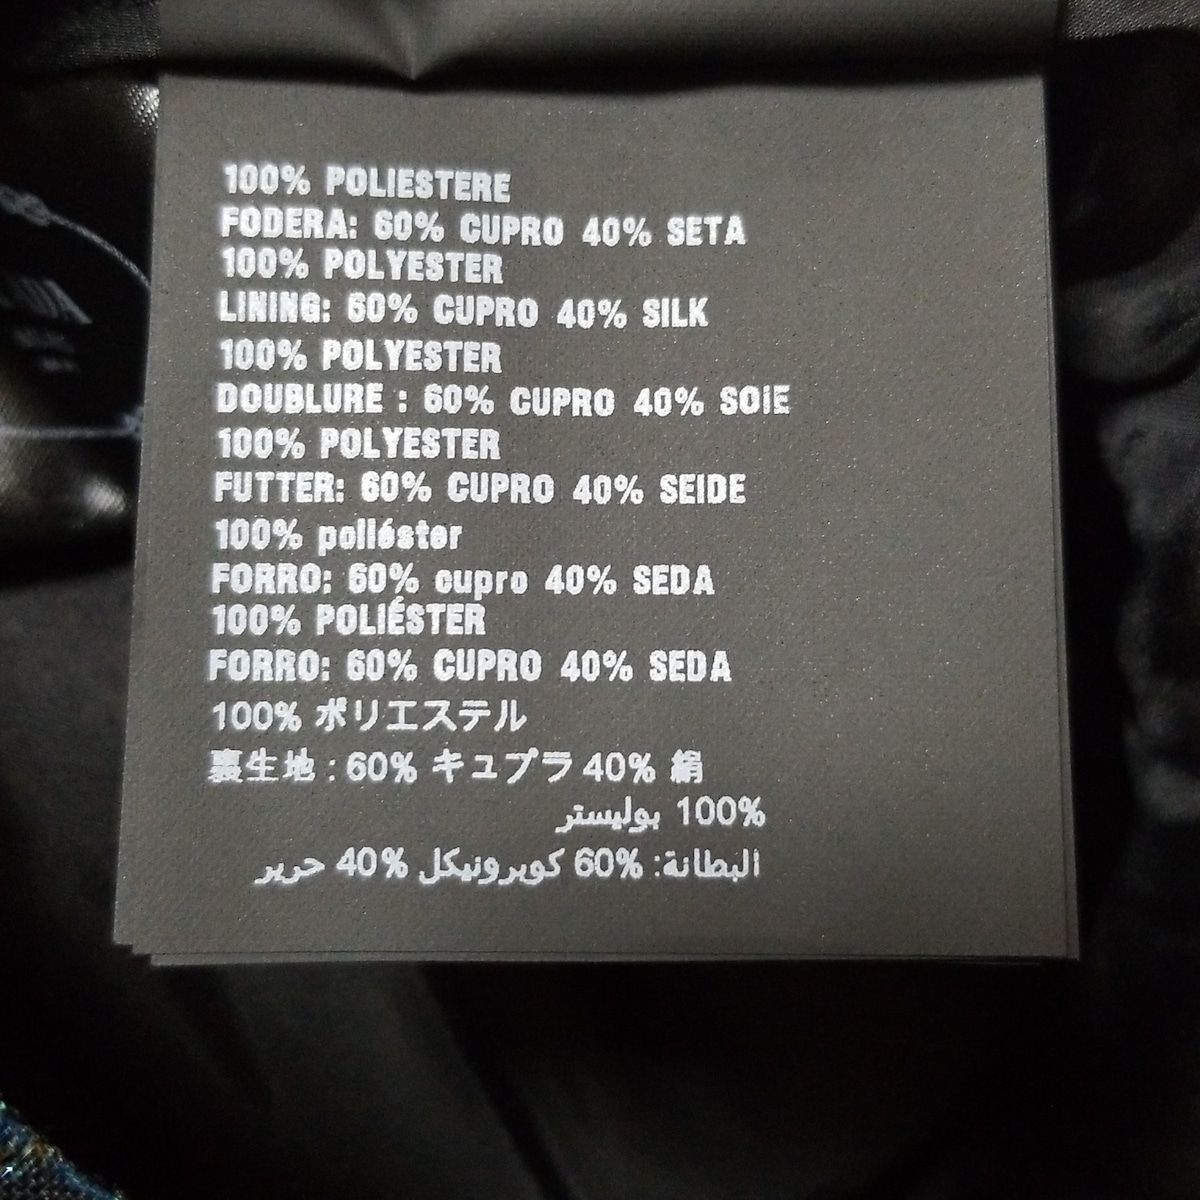 100% POLIESTERE
FODERA: 60% CUPRO 40% SETA
100% POLYESTER
LINING: 60% CUPRO 40% SILK
100% POLYESTER
DOUBLURE : 60% CUPRO 40% SOIE
100% POLYESTER
FUTTER: 60% CUPRO 40% SEIDE
100% poliéster
FORRO: 60% cupro 40% SEDA
100% POLIÉSTER
FORRO: 60% CUPRO 40% SEDA
100% ポリエステル
裏生地 : 60% キュプラ 40% 絹
100% بوليستر
البطانة: 60% كوبرونيكل 40% حرير